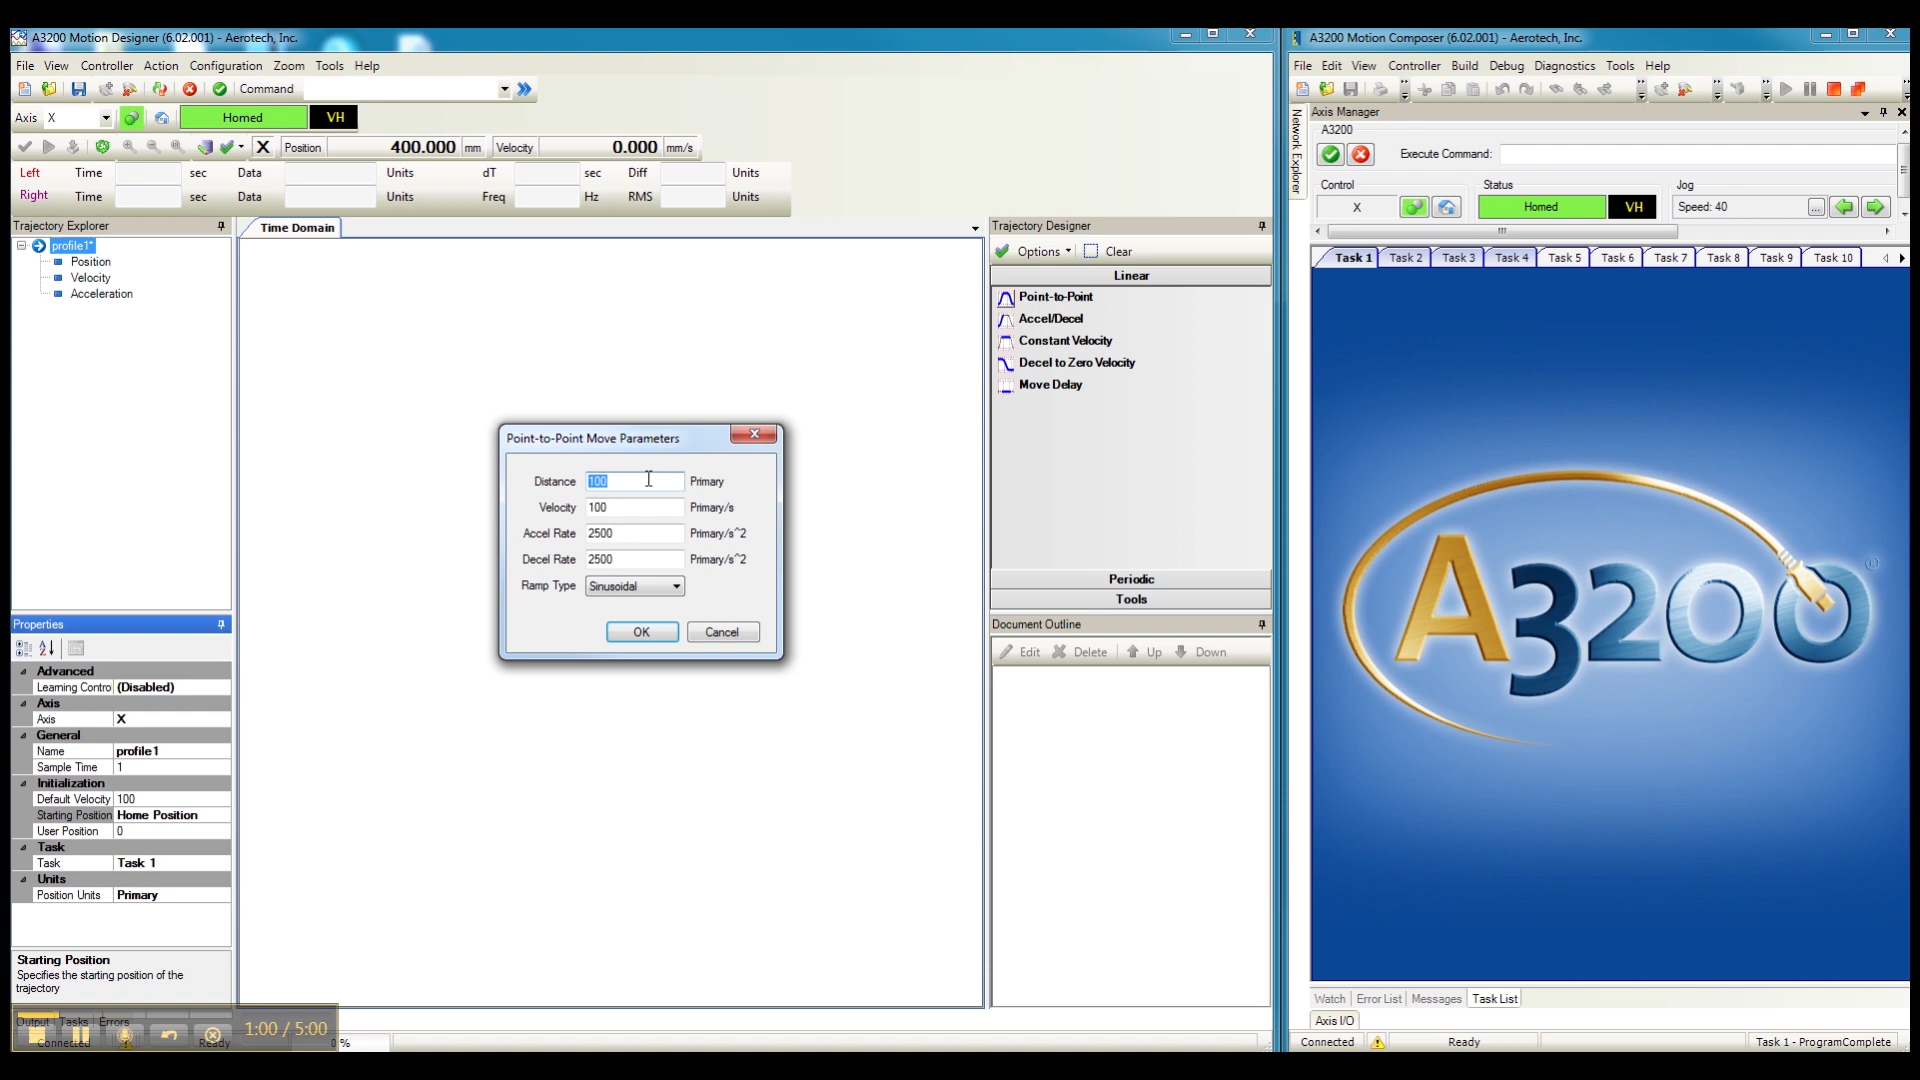 A3200 Motion Designer (6.02.001) - Aerotech, Inc.
File View Controller Action Configuration Zoom Tools Help
Command
Axis X Homed VH
X Position 400.000 mm Velocity 0.000 mm/s
Left Time sec Data Units dT sec Diff Units
Right Time sec Data Units Freq Hz RMS Units
Trajectory Explorer
profile1*
Position
Velocity
Acceleration
Properties
Advanced
Learning Contro (Disabled)
Axis
Axis X
General
Name profile1
Sample Time 1
Initialization
Default Velocity 100
Starting Position Home Position
User Position 0
Task
Task Task 1
Units
Position Units Primary
Starting Position
Specifies the starting position of the
trajectory
Output Tasks Errors
1:00 / 5:00
Connected Ready 0 %
Time Domain
Point-to-Point Move Parameters
Distance 100 Primary
Velocity 100 Primary/s
Accel Rate 2500 Primary/s^2
Decel Rate 2500 Primary/s^2
Ramp Type Sinusoidal
OK Cancel
Trajectory Designer
Options Clear
Linear
Point-to-Point
Accel/Decel
Constant Velocity
Decel to Zero Velocity
Move Delay
Periodic
Tools
Document Outline
Edit Delete Up Down
A3200 Motion Composer (6.02.001) - Aerotech, Inc.
File Edit View Controller Build Debug Diagnostics Tools Help
Network Explorer
Axis Manager
A3200
Execute Command:
Control Status Jog
X Homed VH Speed: 40 ...
Task 1 Task 2 Task 3 Task 4 Task 5 Task 6 Task 7 Task 8 Task 9 Task 10
A3200®
Watch Error List Messages Task List
Axis I/O
Connected Ready Task 1 - ProgramComplete